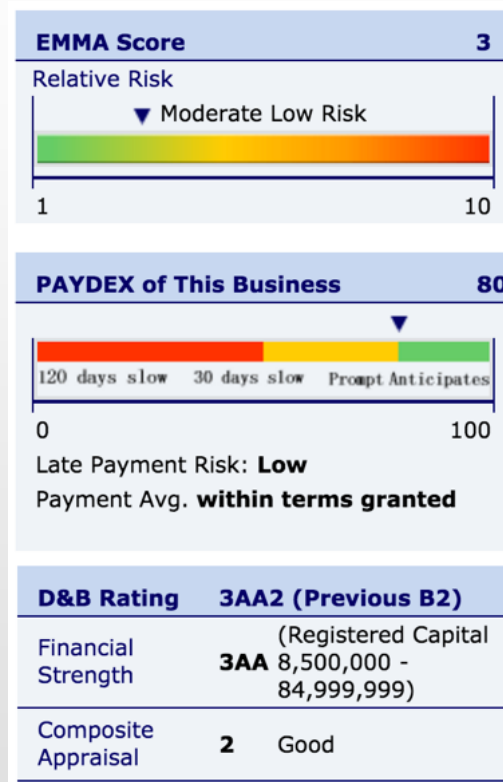 EMMA Score 3
Relative Risk
Moderate Low Risk
1 10
PAYDEX of This Business 80
120 days slow 30 days slow Prompt Anticipates
0 100
Late Payment Risk: Low
Payment Avg. within terms granted
D&B Rating 3AA2 (Previous B2)
Financial Strength 3AA (Registered Capital 8,500,000 - 84,999,999)
Composite Appraisal 2 Good